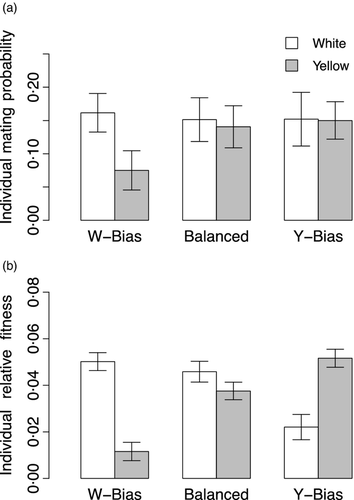 (a)
Individual mating probability
0·00 0·10 0·20
White
Yellow
W−Bias Balanced Y−Bias
(b)
Individual relative fitness
0·00 0·02 0·04 0·06 0·08
W−Bias Balanced Y−Bias